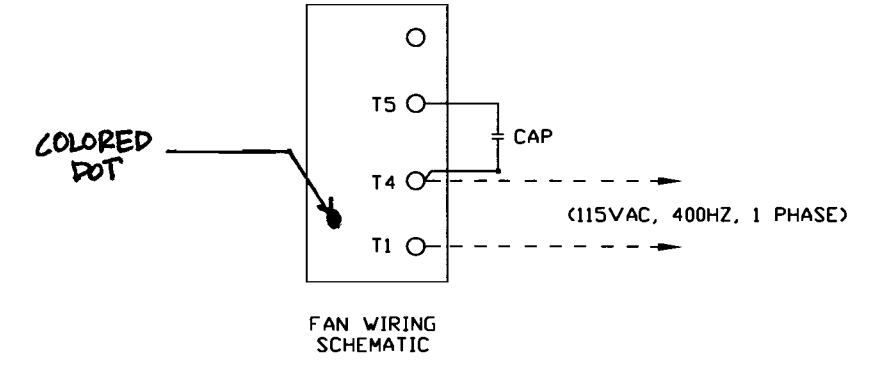 T5
CAP
COLORED
DOT
T4
(115VAC, 400HZ, 1 PHASE)
T1
FAN WIRING
SCHEMATIC